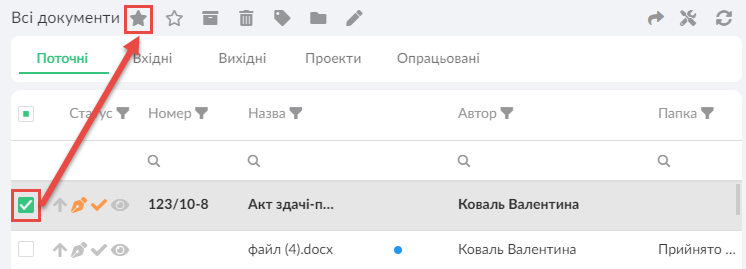 Всі документи
Поточні Вхідні Вихідні Проекти Опрацьовані
Статус Номер Назва Автор Папка
123/10-8 Акт здачі-п... Коваль Валентина
файл (4).docx Коваль Валентина Прийнято ...